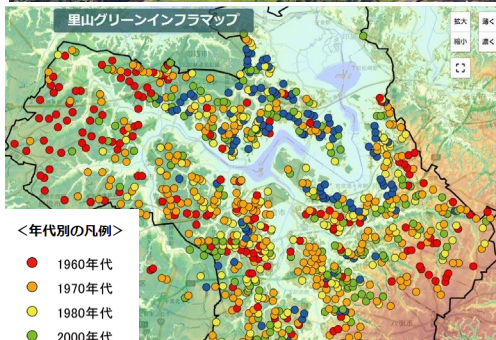 里山グリーンインフラマップ
拡大
薄く
縮小
濃く
＜年代別の凡例＞
1960年代
1970年代
1980年代
2000年代